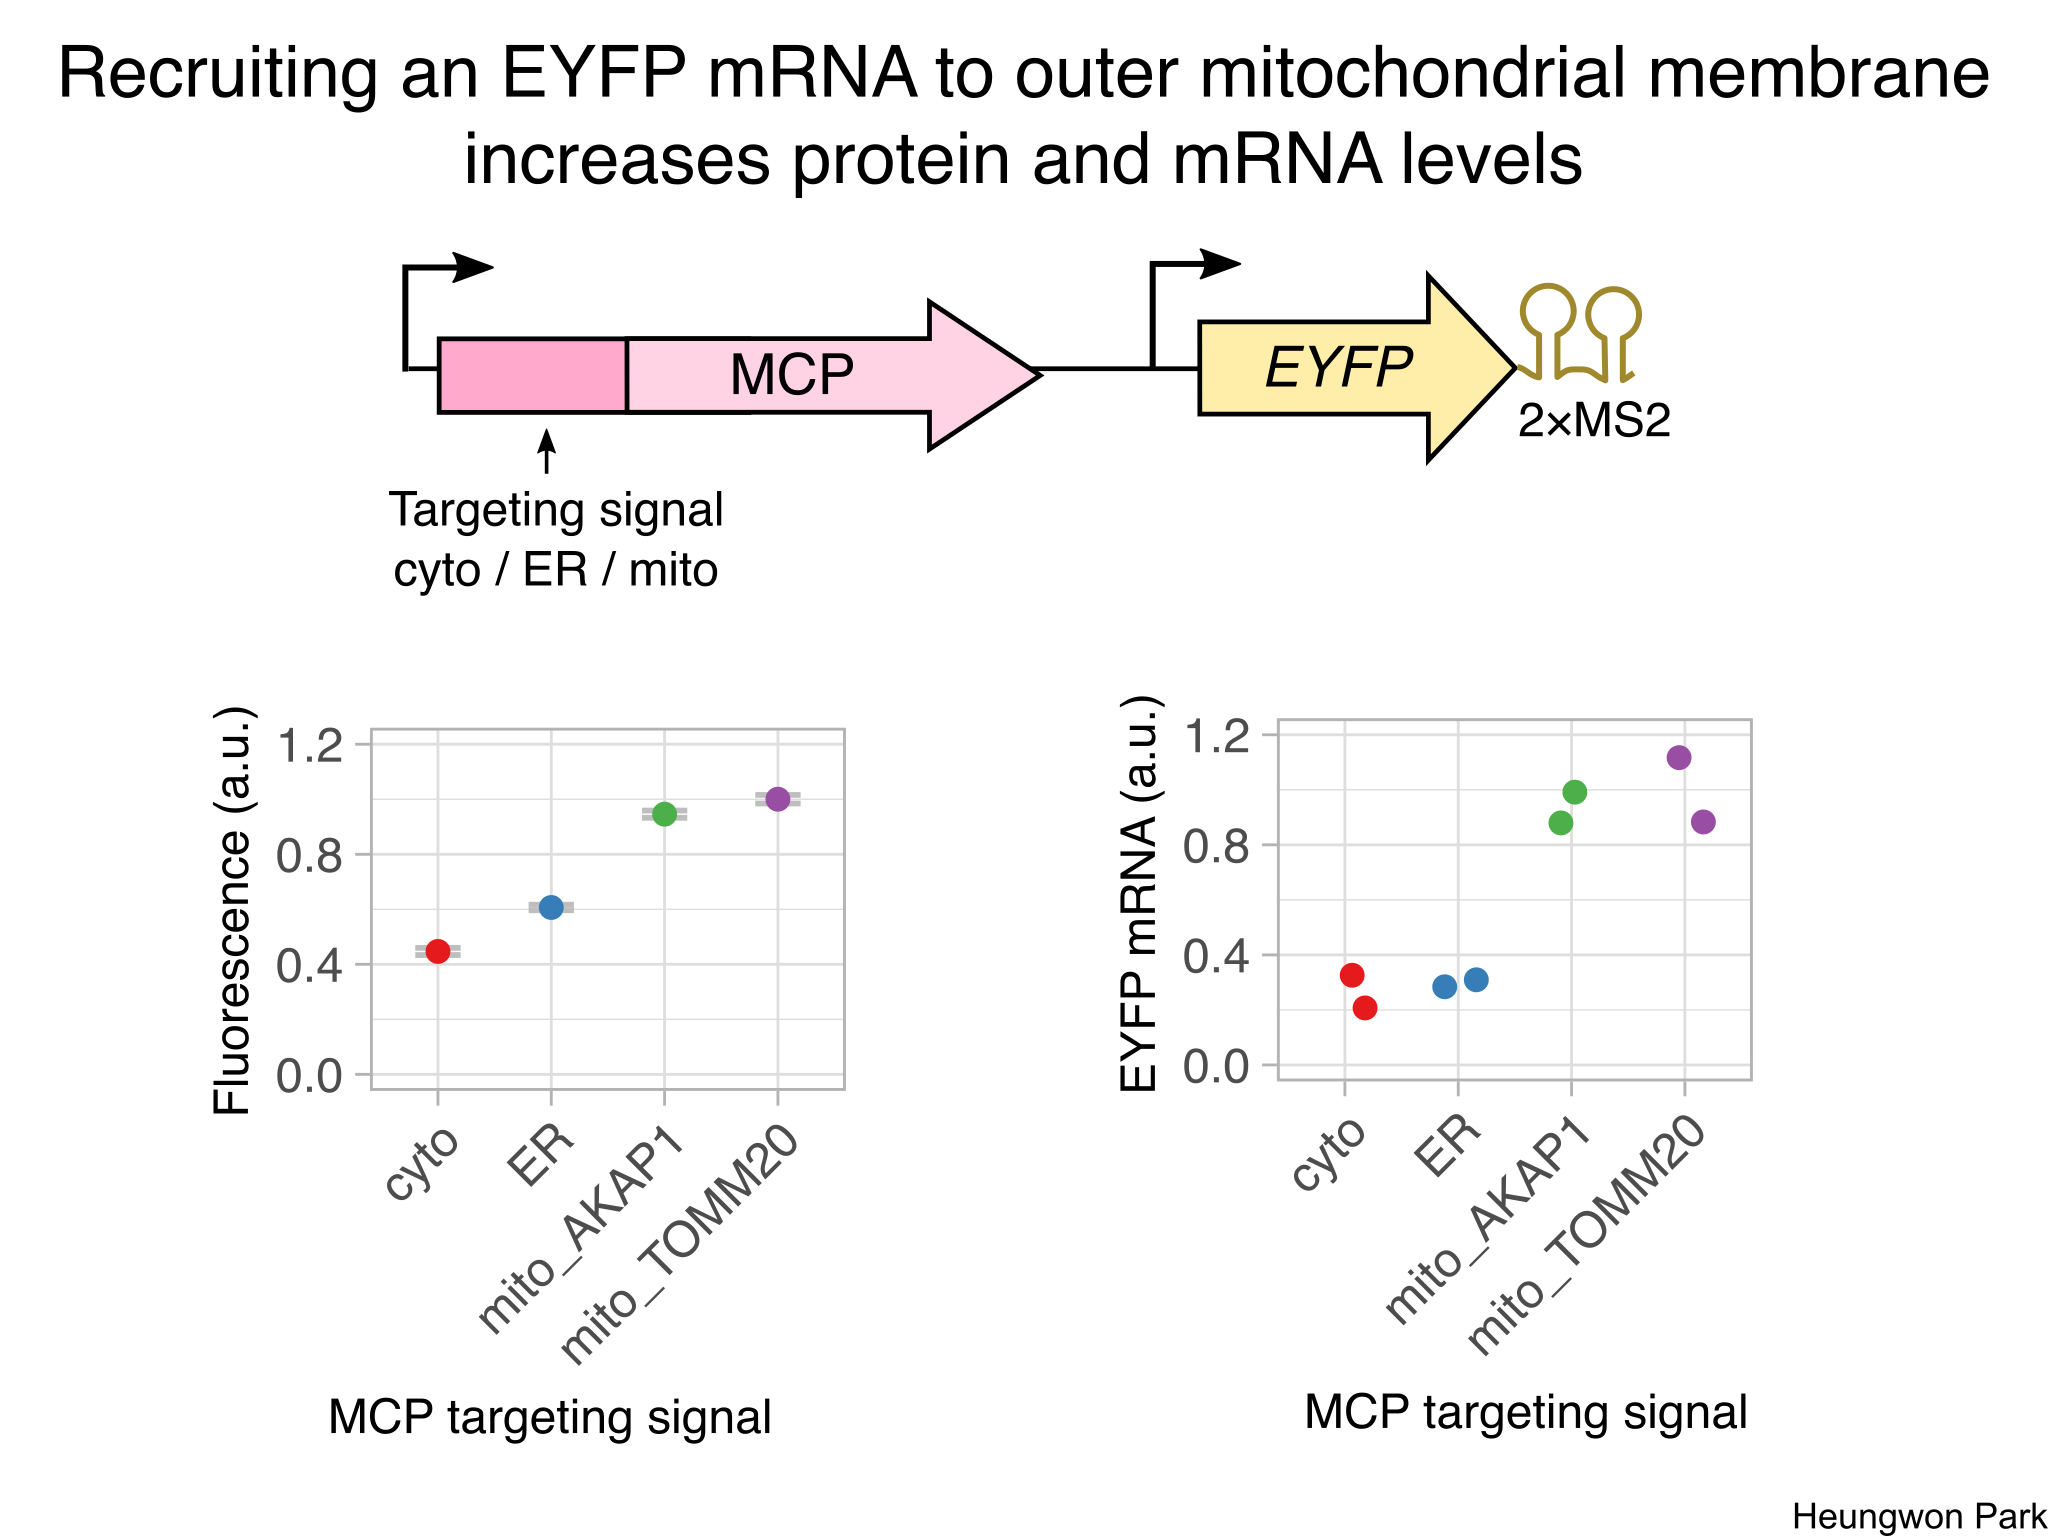 Recruiting an EYFP mRNA to outer mitochondrial membrane
increases protein and mRNA levels
MCP
EYFP
2×MS2
Targeting signal
cyto / ER / mito
Fluorescence (a.u.)
1.2
0.8
0.4
0.0
cyto
ER
mito_AKAP1
mito_TOMM20
MCP targeting signal
EYFP mRNA (a.u.)
1.2
0.8
0.4
0.0
cyto
ER
mito_AKAP1
mito_TOMM20
MCP targeting signal
Heungwon Park